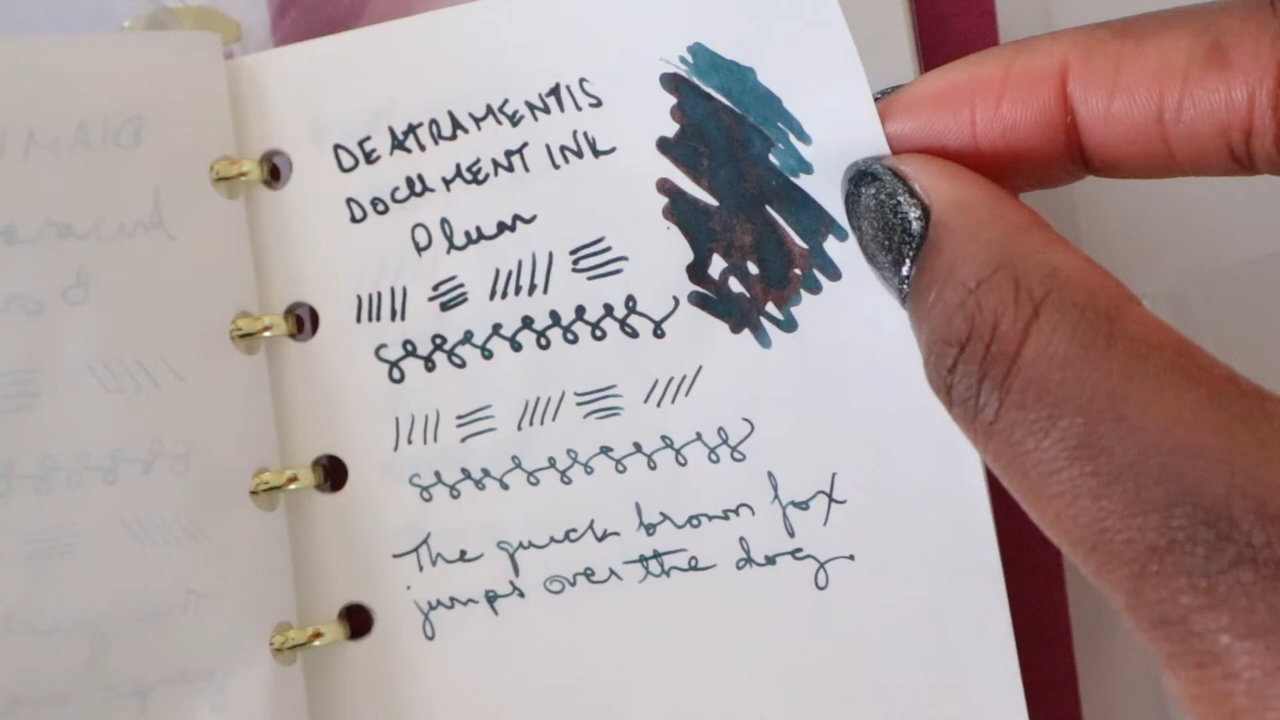 DEATRAMENTIS
DOCUMENT INK
Plum
The quick brown fox
jumps over the dog.